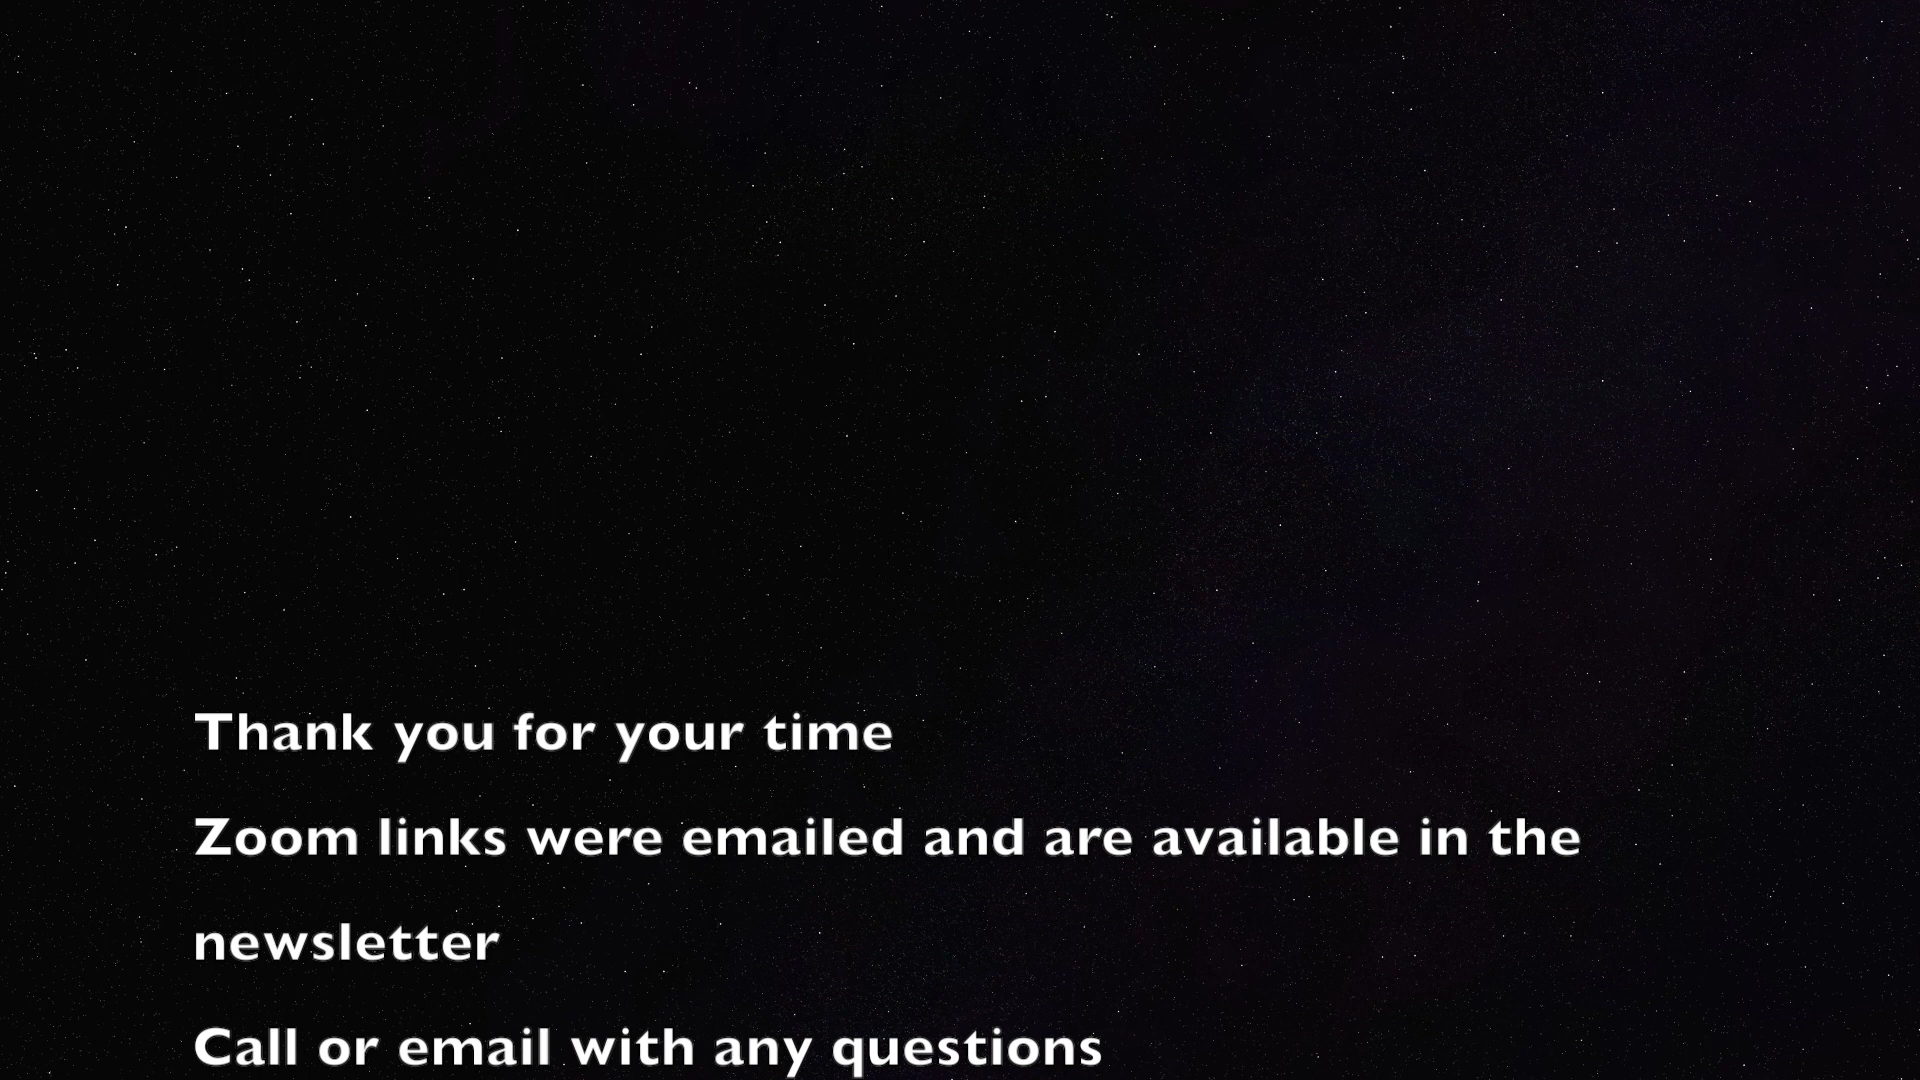 Thank you for your time
Zoom links were emailed and are available in the
newsletter
Call or email with any questions